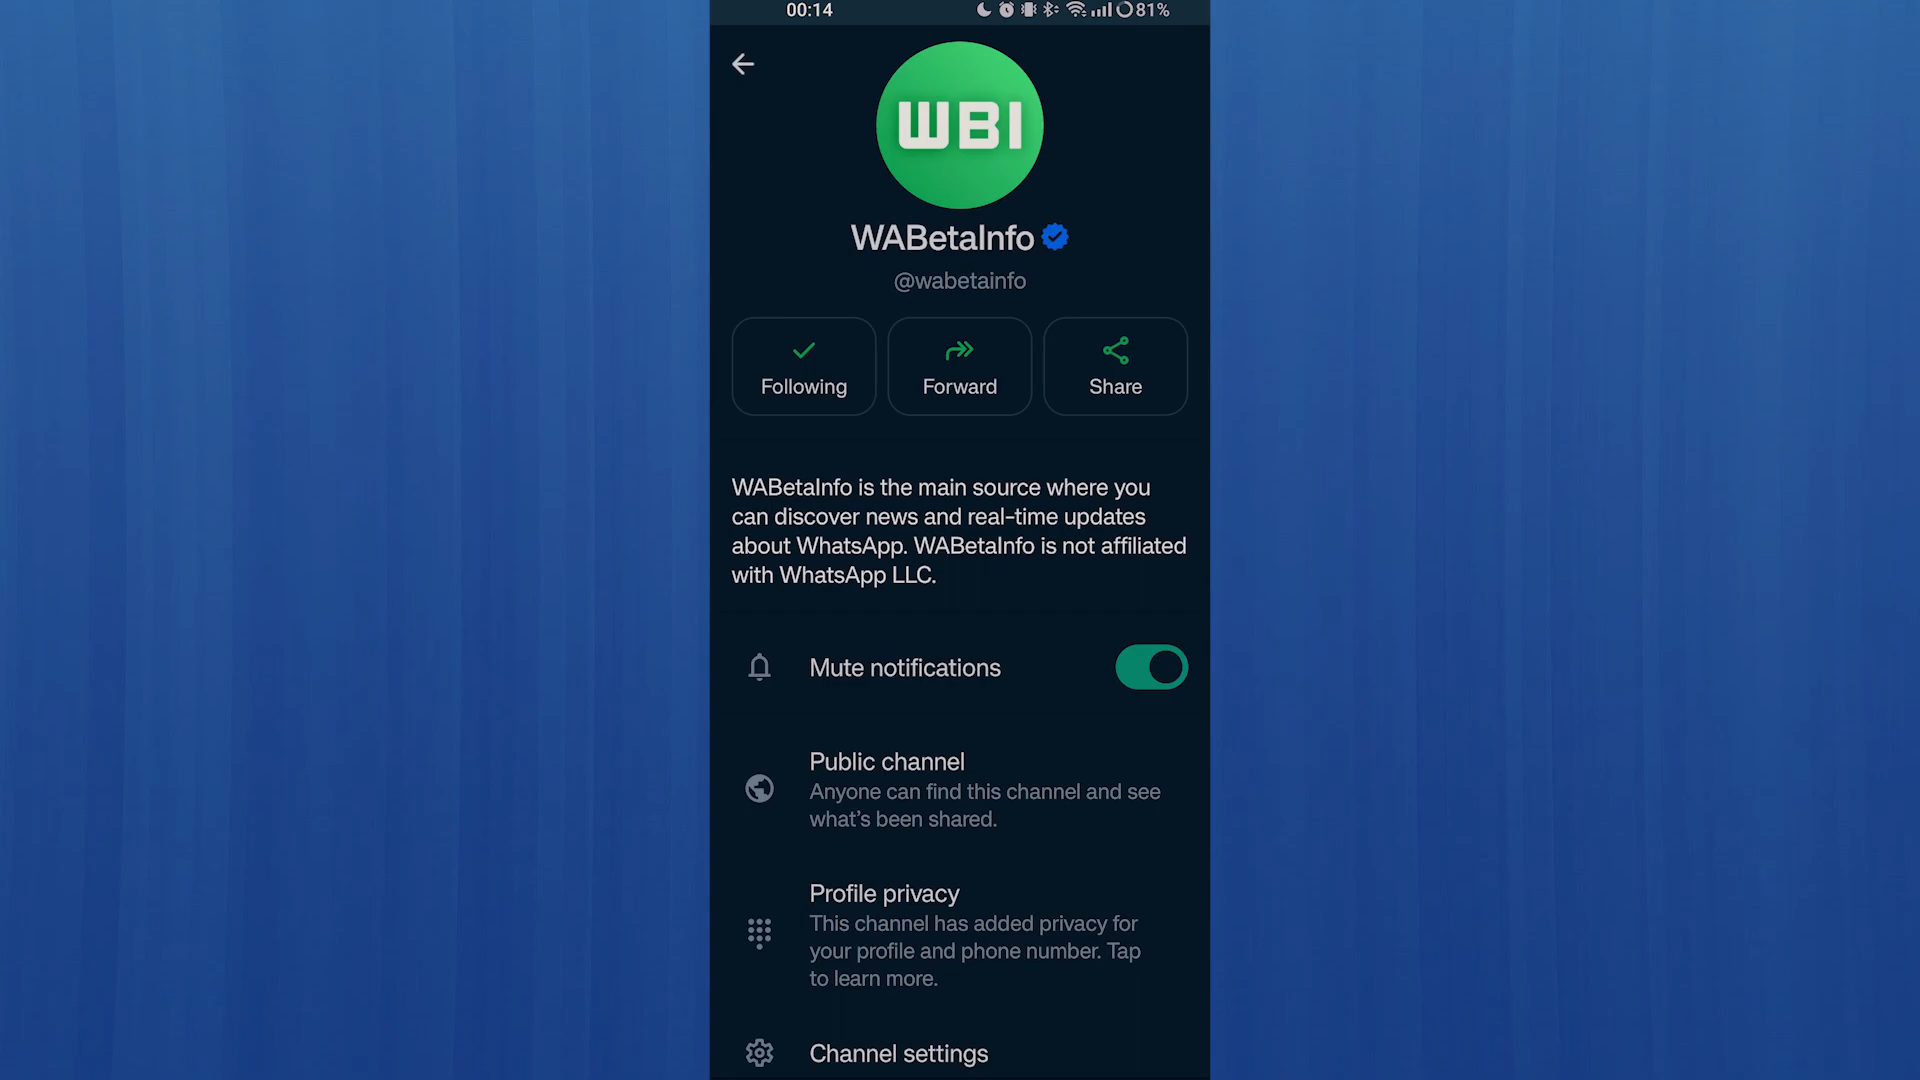 00:14
81%
WBI
WABetaInfo
@wabetainfo
Following
Forward
Share
WABetaInfo is the main source where you
can discover news and real-time updates
about WhatsApp. WABetaInfo is not affiliated
with WhatsApp LLC.
Mute notifications
Public channel
Anyone can find this channel and see
what’s been shared.
Profile privacy
This channel has added privacy for
your profile and phone number. Tap
to learn more.
Channel settings